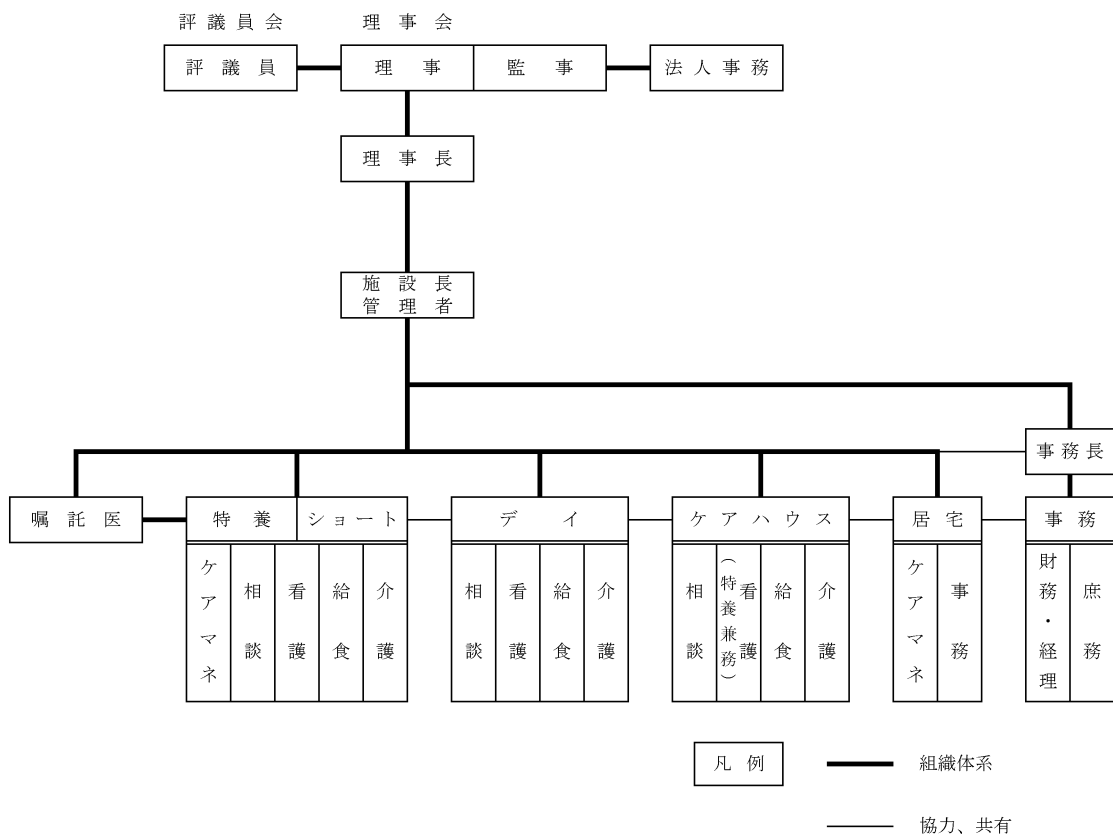 評議員会
理事会
評議員
理事
監事
法人事務
理事長
施設長
管理者
事務長
嘱託医
特養
ショート
デイ
ケアハウス
居宅
事務
ケアマネ
相談
看護
給食
介護
相談
看護
給食
介護
相談
看護
（特養兼務）
給食
介護
ケアマネ
事務
財務・経理
庶務
凡例
組織体系
協力、共有